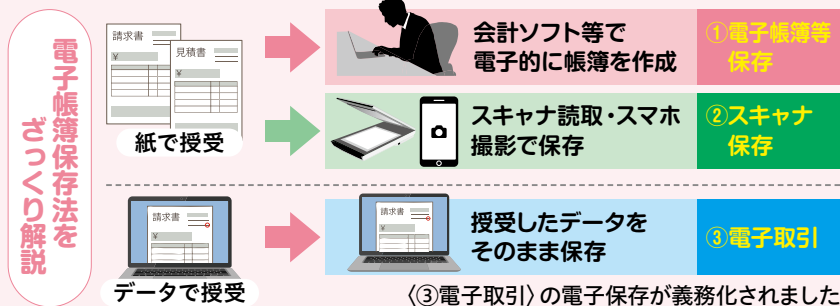 電子帳簿保存法を
ざっくり解説
請求書
¥
見積書
¥
紙で授受
会計ソフト等で
電子的に帳簿を作成
①電子帳簿等
保存
スキャナ読取・スマホ
撮影で保存
②スキャナ
保存
請求書
¥
データで授受
請求書
¥
授受したデータを
そのまま保存
③電子取引
〈③電子取引〉の電子保存が義務化されました